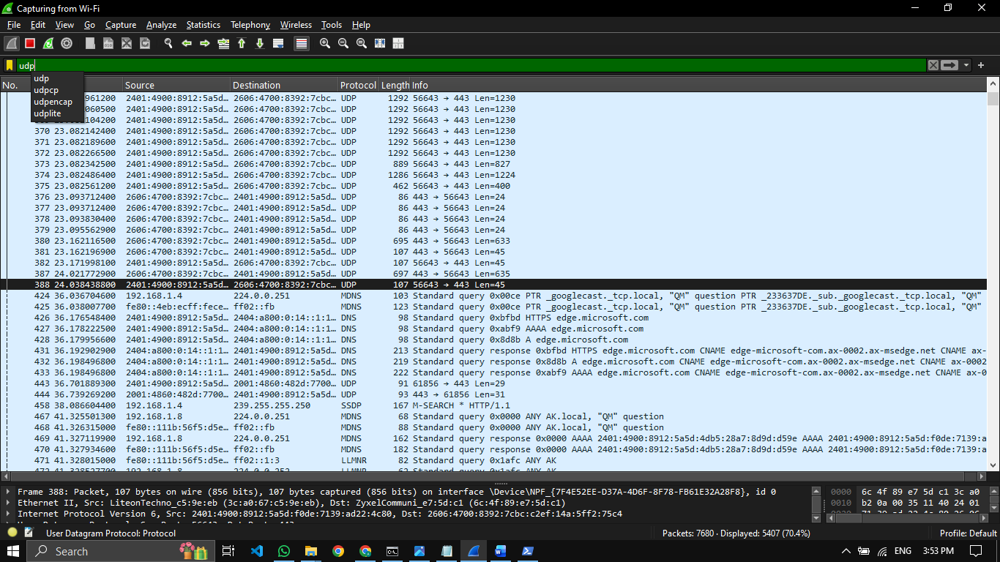 Capturing from Wi-Fi
File Edit View Go Capture Analyze Statistics Telephony Wireless Tools Help
udp
udp
udpcp
udpencap
udplite
No. Source Destination Protocol Length Info
961200 2401:4900:8912:5a5d… 2606:4700:8392:7cbc… UDP 1292 56643 → 443 Len=1230
060500 2401:4900:8912:5a5d… 2606:4700:8392:7cbc… UDP 1292 56643 → 443 Len=1230
104200 2401:4900:8912:5a5d… 2606:4700:8392:7cbc… UDP 1292 56643 → 443 Len=1230
370 23.082142400 2401:4900:8912:5a5d… 2606:4700:8392:7cbc… UDP 1292 56643 → 443 Len=1230
371 23.082189600 2401:4900:8912:5a5d… 2606:4700:8392:7cbc… UDP 1292 56643 → 443 Len=1230
372 23.082266500 2401:4900:8912:5a5d… 2606:4700:8392:7cbc… UDP 1292 56643 → 443 Len=1230
373 23.082342500 2401:4900:8912:5a5d… 2606:4700:8392:7cbc… UDP 889 56643 → 443 Len=827
374 23.082486400 2401:4900:8912:5a5d… 2606:4700:8392:7cbc… UDP 1286 56643 → 443 Len=1224
375 23.082561200 2401:4900:8912:5a5d… 2606:4700:8392:7cbc… UDP 462 56643 → 443 Len=400
376 23.093712400 2606:4700:8392:7cbc… 2401:4900:8912:5a5d… UDP 86 443 → 56643 Len=24
377 23.093712400 2606:4700:8392:7cbc… 2401:4900:8912:5a5d… UDP 86 443 → 56643 Len=24
378 23.093830400 2606:4700:8392:7cbc… 2401:4900:8912:5a5d… UDP 86 443 → 56643 Len=24
379 23.095562900 2606:4700:8392:7cbc… 2401:4900:8912:5a5d… UDP 86 443 → 56643 Len=24
380 23.162116500 2606:4700:8392:7cbc… 2401:4900:8912:5a5d… UDP 695 443 → 56643 Len=633
381 23.162196900 2606:4700:8392:7cbc… 2401:4900:8912:5a5d… UDP 107 443 → 56643 Len=45
382 23.171998100 2401:4900:8912:5a5d… 2606:4700:8392:7cbc… UDP 107 56643 → 443 Len=45
387 24.021772900 2606:4700:8392:7cbc… 2401:4900:8912:5a5d… UDP 697 443 → 56643 Len=635
388 24.038438800 2401:4900:8912:5a5d… 2606:4700:8392:7cbc… UDP 107 56643 → 443 Len=45
424 36.036704600 192.168.1.4 224.0.0.251 MDNS 103 Standard query 0x00ce PTR _googlecast._tcp.local, "QM" question PTR _233637DE._sub._googlecast._tcp.local, "QM"
425 36.038007700 fe80::4eb:ecff:fece… ff02::fb MDNS 123 Standard query 0x00ce PTR _googlecast._tcp.local, "QM" question PTR _233637DE._sub._googlecast._tcp.local, "QM"
426 36.176548400 2401:4900:8912:5a5d… 2404:a800:0:14::1:1… DNS 98 Standard query 0xbfbd HTTPS edge.microsoft.com
427 36.178222500 2401:4900:8912:5a5d… 2404:a800:0:14::1:1… DNS 98 Standard query 0xabf9 AAAA edge.microsoft.com
428 36.179956600 2401:4900:8912:5a5d… 2404:a800:0:14::1:1… DNS 98 Standard query 0x8d8b A edge.microsoft.com
431 36.192902900 2404:a800:0:14::1:1… 2401:4900:8912:5a5d… DNS 213 Standard query response 0xbfbd HTTPS edge.microsoft.com CNAME edge-microsoft-com.ax-0002.ax-msedge.net CNAME ax-
432 36.198496800 2404:a800:0:14::1:1… 2401:4900:8912:5a5d… DNS 219 Standard query response 0x8d8b A edge.microsoft.com CNAME edge-microsoft-com.ax-0002.ax-msedge.net CNAME ax-0002
433 36.198496800 2404:a800:0:14::1:1… 2401:4900:8912:5a5d… DNS 222 Standard query response 0xabf9 AAAA edge.microsoft.com CNAME edge-microsoft-com.ax-0002.ax-msedge.net CNAME ax-0
443 36.701889300 2401:4900:8912:5a5d… 2001:4860:482d:7700… UDP 91 61856 → 443 Len=29
444 36.739269200 2001:4860:482d:7700… 2401:4900:8912:5a5d… UDP 93 443 → 61856 Len=31
458 38.086604400 192.168.1.4 239.255.255.250 SSDP 167 M-SEARCH * HTTP/1.1
467 41.325501300 192.168.1.8 224.0.0.251 MDNS 68 Standard query 0x0000 ANY AK.local, "QM" question
468 41.326315000 fe80::111b:56f5:d5e… ff02::fb MDNS 88 Standard query 0x0000 ANY AK.local, "QM" question
469 41.327119900 192.168.1.8 224.0.0.251 MDNS 162 Standard query response 0x0000 AAAA 2401:4900:8912:5a5d:4db5:28a7:8d9d:d59e AAAA 2401:4900:8912:5a5d:f0de:7139:a
470 41.327934600 fe80::111b:56f5:d5e… ff02::fb MDNS 182 Standard query response 0x0000 AAAA 2401:4900:8912:5a5d:4db5:28a7:8d9d:d59e AAAA 2401:4900:8912:5a5d:f0de:7139:a
471 41.328015000 fe80::111b:56f5:d5e… ff02::1:3 LLMNR 82 Standard query 0x1afc ANY AK
Frame 388: Packet, 107 bytes on wire (856 bits), 107 bytes captured (856 bits) on interface \Device\NPF_{7F4E52EE-D37A-4D6F-8F78-FB61E32A28F8}, id 0
Ethernet II, Src: LiteonTechno_c5:9e:eb (3c:a0:67:c5:9e:eb), Dst: ZyxelCommuni_e7:5d:c1 (6c:4f:89:e7:5d:c1)
Internet Protocol Version 6, Src: 2401:4900:8912:5a5d:f0de:7139:ad22:4c80, Dst: 2606:4700:8392:7cbc:c2ef:14a:5ff2:75c4
0000 6c 4f 89 e7 5d c1 3c a0
0010 b2 0a 00 35 11 40 24 01
User Datagram Protocol: Protocol
Packets: 7680 · Displayed: 5407 (70.4%)
Profile: Default
Search
ENG 3:53 PM